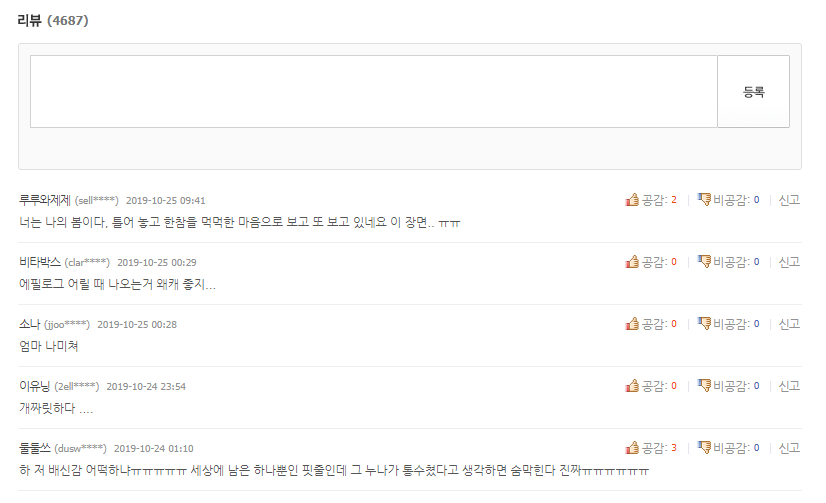 리뷰 (4687)
등록
루루와제제 (sell****) 2019-10-25 09:41 공감: 2 비공감: 0 신고
너는 나의 봄이다, 틀어 놓고 한참을 먹먹한 마음으로 보고 또 보고 있네요 이 장면.. ㅠㅠ
비타박스 (clar****) 2019-10-25 00:29 공감: 0 비공감: 0 신고
에필로그 어릴 때 나오는거 왜캐 좋지...
소나 (jjoo****) 2019-10-25 00:28 공감: 0 비공감: 0 신고
엄마 나미쳐
이유닝 (2ell****) 2019-10-24 23:54 공감: 0 비공감: 0 신고
개짜릿하다 ....
둘둘쓰 (dusw****) 2019-10-24 01:10 공감: 3 비공감: 0 신고
하 저 배신감 어떡하냐ㅠㅠㅠㅠㅠ 세상에 남은 하나뿐인 핏줄인데 그 누나가 통수쳤다고 생각하면 숨막힌다 진짜ㅠㅠㅠㅠㅠㅠ